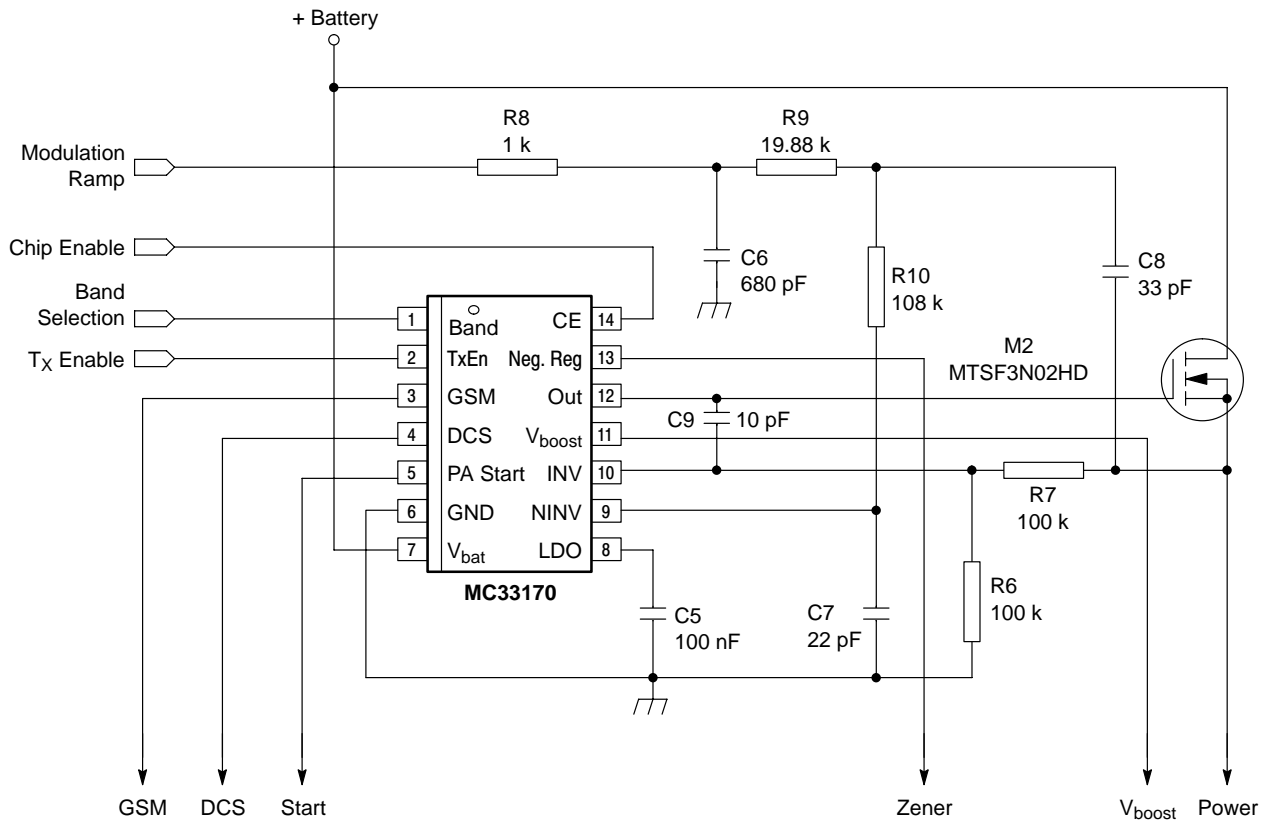 + Battery
Modulation
Ramp
R8
1 k
R9
19.88 k
Chip Enable
C6
680 pF
R10
108 k
C8
33 pF
Band
Selection
TX Enable
M2
MTSF3N02HD
1
Band
CE
14
2
TxEn
Neg. Reg
13
3
GSM
Out
12
4
DCS
Vboost
11
5
PA Start
INV
10
6
GND
NINV
9
7
Vbat
LDO
8
MC33170
C9
10 pF
R7
100 k
R6
100 k
C5
100 nF
C7
22 pF
GSM
DCS
Start
Zener
Vboost
Power